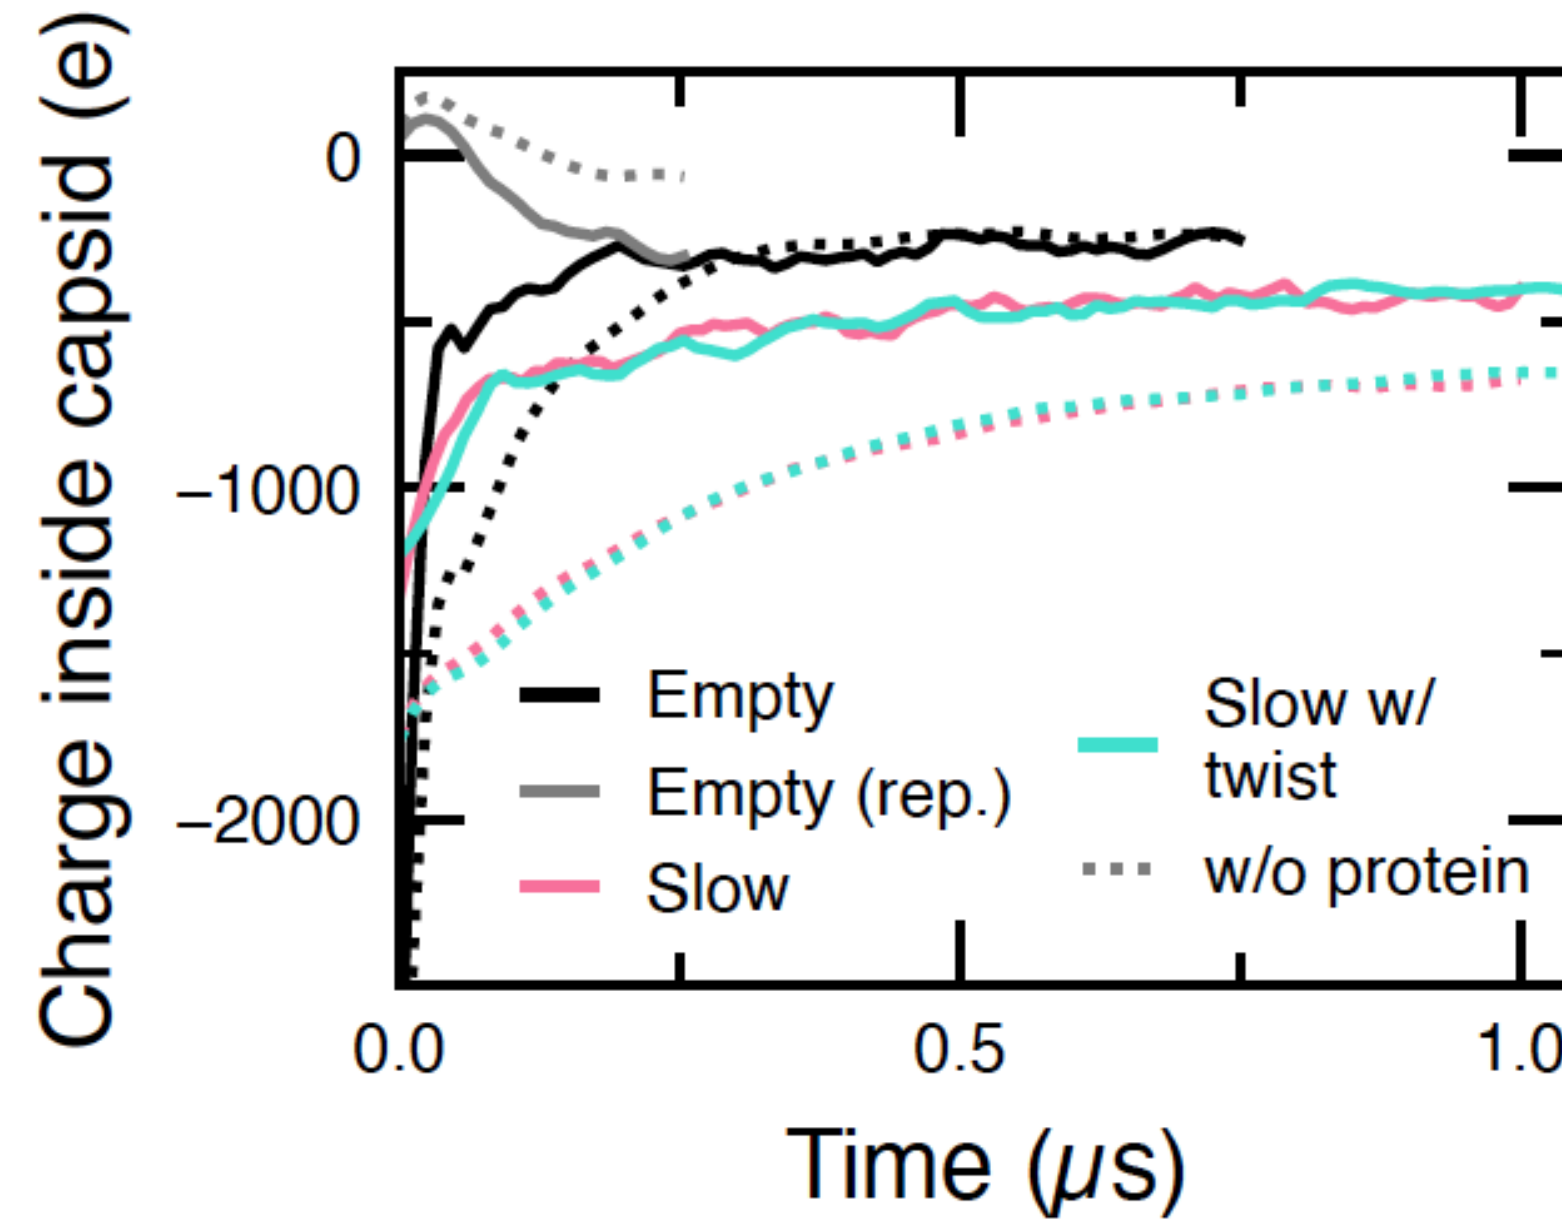 Charge inside capsid (e)
0
−1000
−2000
Empty
Empty (rep.)
Slow
Slow w/
twist
w/o protein
0.0
0.5
1.0
Time (μs)